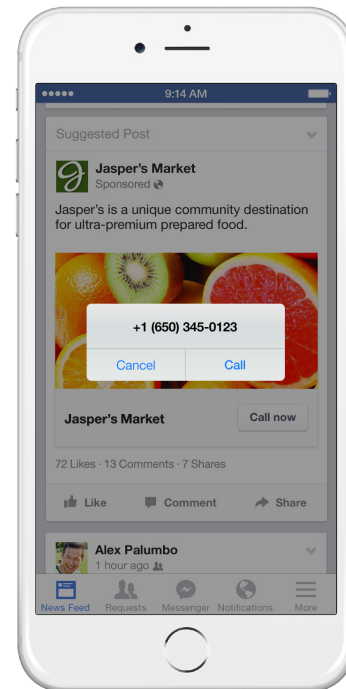 9:14 AM
Suggested Post
Jasper's Market
Sponsored
Jasper's is a unique community destination
for ultra-premium prepared food.
+1 (650) 345-0123
Cancel Call
Jasper's Market Call now
72 Likes · 13 Comments · 7 Shares
Like Comment Share
Alex Palumbo
1 hour ago
News Feed Requests Messenger Notifications More